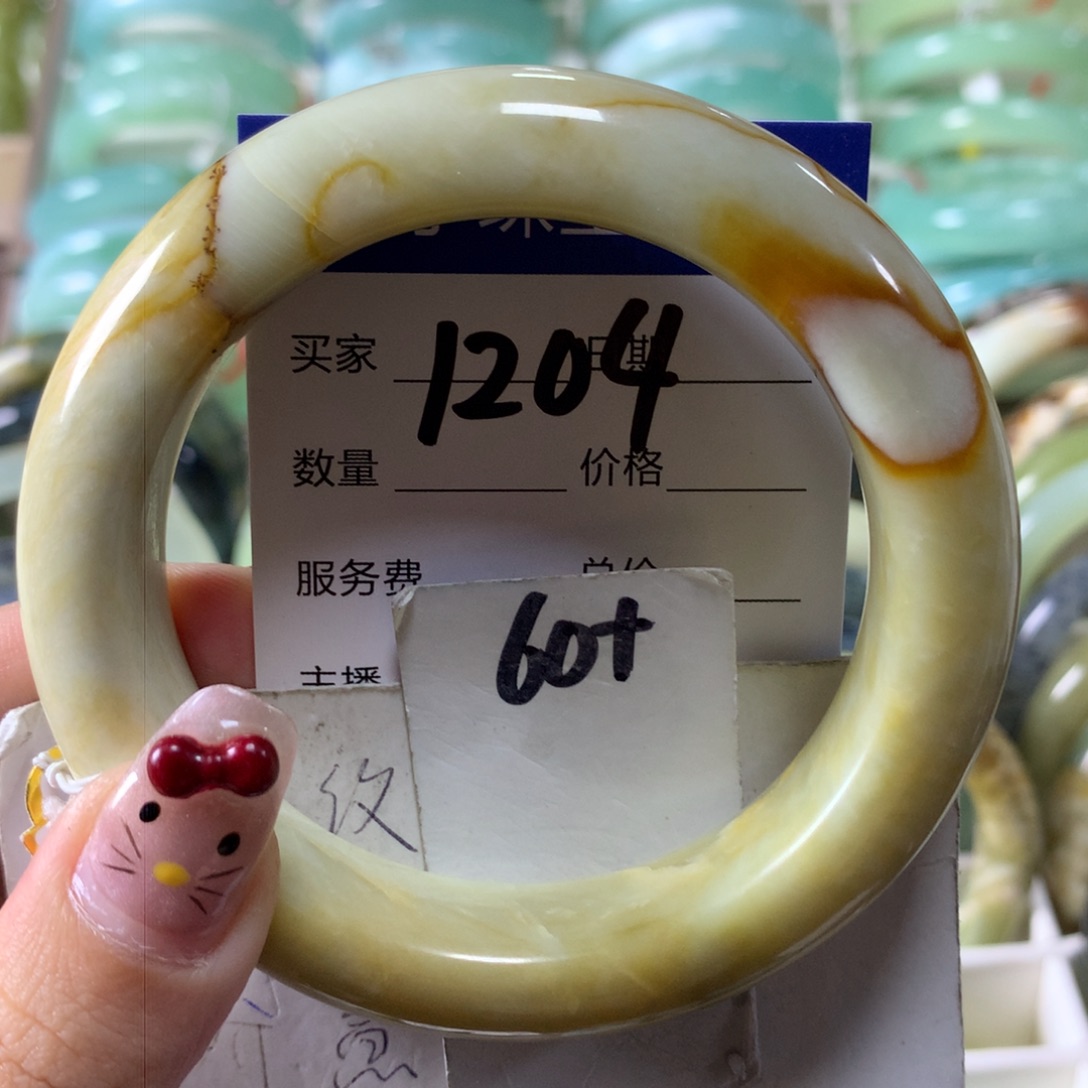 买家 1204 日期
数量 价格
服务费 总价
60+
主播
纹